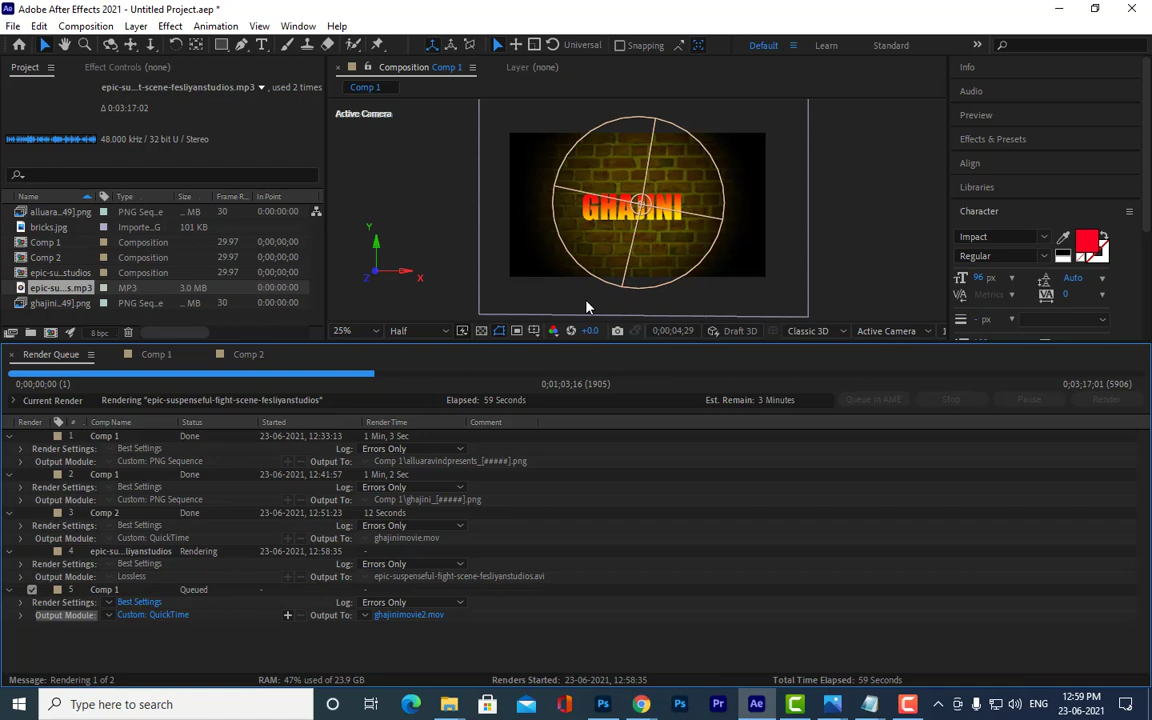 Adobe After Effects 2021 - Untitled Project.aep *
File Edit Composition Layer Effect Animation View Window Help
Universal Snapping Default Learn Standard
Project Effect Controls (none) Composition Comp 1 Layer (none) Info
epic-su...t-scene-fesliyanstudios.mp3 , used 2 times Comp 1
Δ 0:03:17:02 Audio
Active Camera Preview
48.000 kHz / 32 bit U / Stereo Effects & Presets
Align
Libraries
Name Type Size Frame R... In Point
alluara...49].png PNG Seq... ... MB 30 0:00:00:00 Character
bricks.jpg Importe...G 101 KB
Comp 1 Composition 29.97 0;00;00;00 Impact
Comp 2 Composition 29.97 0;00;00;00 Regular
epic-su...studios Composition 29.97 0;00;00;00
epic-su...s.mp3 MP3 3.0 MB 0:00:00:00 96 px Auto
ghajini_...49].png PNG Seq... ... MB 30 0:00:00:00 Metrics 0
GHAJINI
Y
Z X
- px
8 bpc 25% Half +0.0 0;00;04;29 Draft 3D Classic 3D Active Camera 1
Render Queue Comp 1 Comp 2
0;00;00;00 (1) 0;01;03;16 (1905) 0;03;17;01 (5906)
Current Render Rendering "epic-suspenseful-fight-scene-fesliyanstudios" Elapsed: 59 Seconds Est. Remain: 3 Minutes Queue in AME Stop Pause Render
Render # Comp Name Status Started Render Time Comment
1 Comp 1 Done 23-06-2021, 12:33:13 1 Min, 3 Sec
Render Settings: Best Settings Log: Errors Only
Output Module: Custom: PNG Sequence + Output To: Comp 1\alluaravindpresents_[#####].png
2 Comp 1 Done 23-06-2021, 12:41:57 1 Min, 2 Sec
Render Settings: Best Settings Log: Errors Only
Output Module: Custom: PNG Sequence + Output To: Comp 1\ghajini_[#####].png
3 Comp 2 Done 23-06-2021, 12:51:23 12 Seconds
Render Settings: Best Settings Log: Errors Only
Output Module: Custom: QuickTime + Output To: ghajinimovie.mov
4 epic-su...liyanstudios Rendering 23-06-2021, 12:58:35 -
Render Settings: Best Settings Log: Errors Only
Output Module: Lossless + Output To: epic-suspenseful-fight-scene-fesliyanstudios.avi
5 Comp 1 Queued - -
Render Settings: Best Settings Log: Errors Only
Output Module: Custom: QuickTime + Output To: ghajinimovie2.mov
Message: Rendering 1 of 2 RAM: 47% used of 23.9 GB Renders Started: 23-06-2021, 12:58:35 Total Time Elapsed: 59 Seconds
Type here to search ENG 12:59 PM
23-06-2021